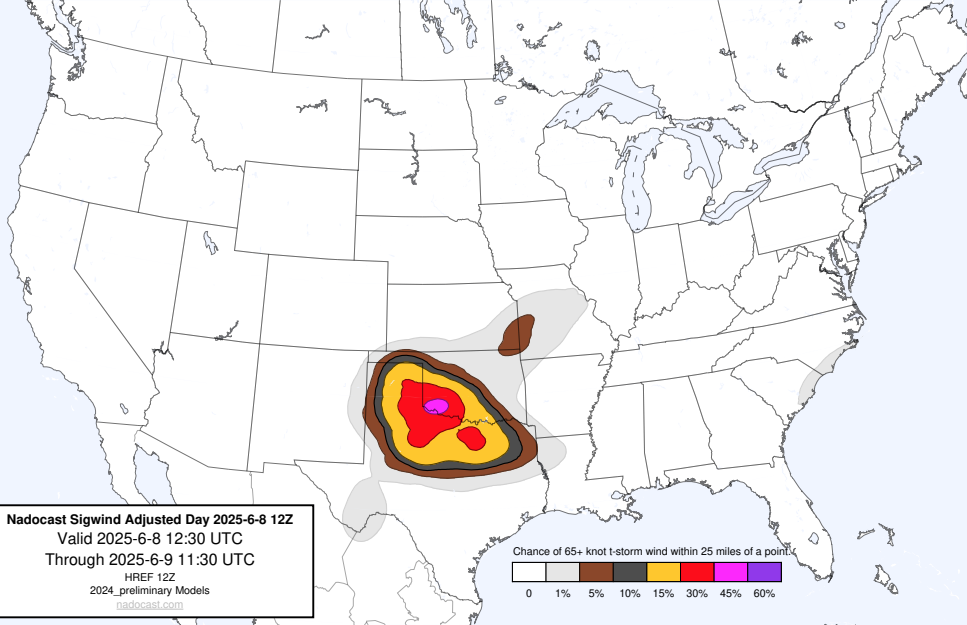 Nadocast Sigwind Adjusted Day 2025-6-8 12Z
Valid 2025-6-8 12:30 UTC
Through 2025-6-9 11:30 UTC
HREF 12Z
2024_preliminary Models
nadocast.com
Chance of 65+ knot t-storm wind within 25 miles of a point.
0 1% 5% 10% 15% 30% 45% 60%